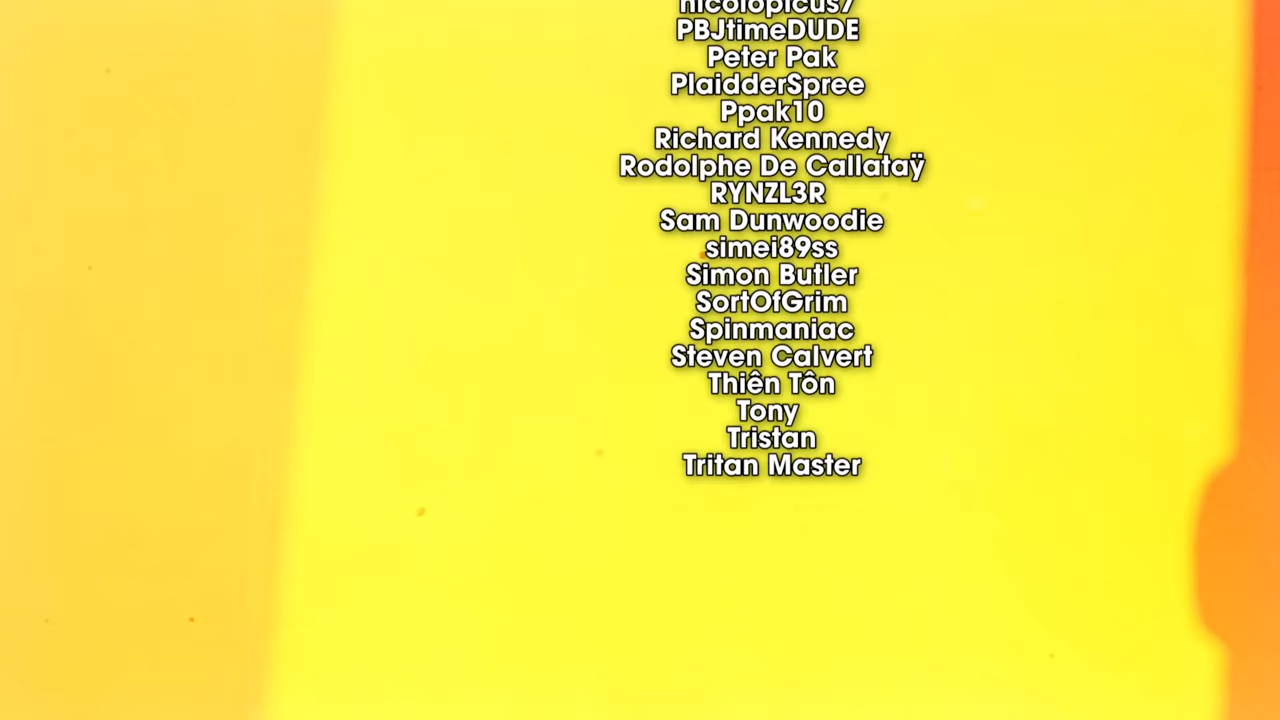 nicolopicus7
PBJtimeDUDE
Peter Pak
PlaidderSpree
Ppak10
Richard Kennedy
Rodolphe De Callataÿ
RYNZL3R
Sam Dunwoodie
simei89ss
Simon Butler
SortOfGrim
Spinmaniac
Steven Calvert
Thiên Tôn
Tony
Tristan
Tritan Master